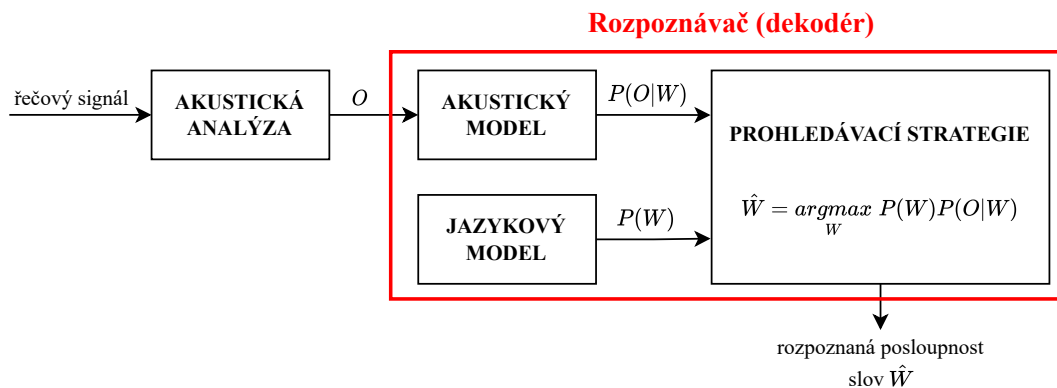 Rozpoznávač (dekodér)
řečový signál
AKUSTICKÁ
ANALÝZA
O
AKUSTICKÝ
MODEL
P(O|W)
PROHLEDÁVACÍ STRATEGIE
Ŵ = argmax P(W)P(O|W)
W
JAZYKOVÝ
MODEL
P(W)
rozpoznaná posloupnost
slov Ŵ